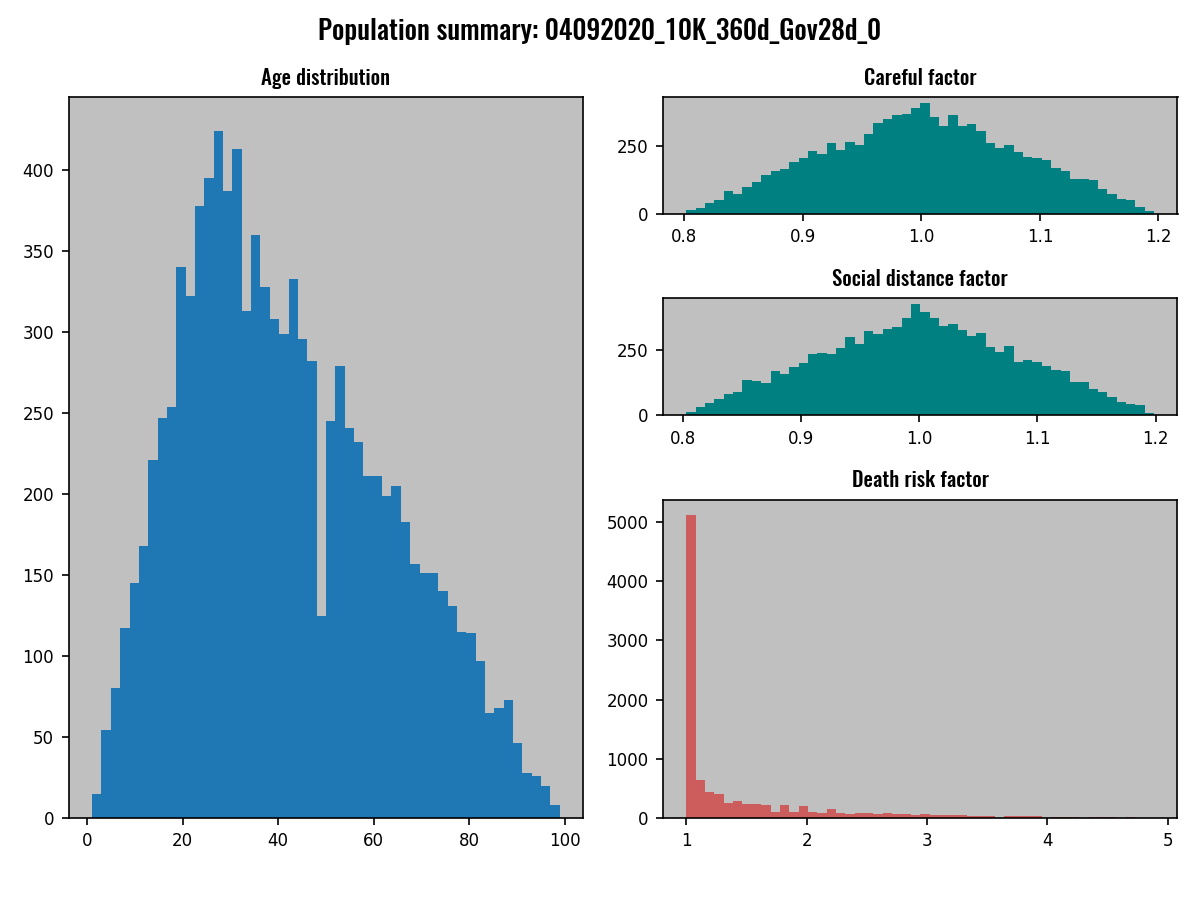 Population summary: 04092020_10K_360d_Gov28d_0
Age distribution
400
350
300
250
200
150
100
50
0
0 20 40 60 80 100
Careful factor
250
0
0.8 0.9 1.0 1.1 1.2
Social distance factor
250
0
0.8 0.9 1.0 1.1 1.2
Death risk factor
5000
4000
3000
2000
1000
0
1 2 3 4 5